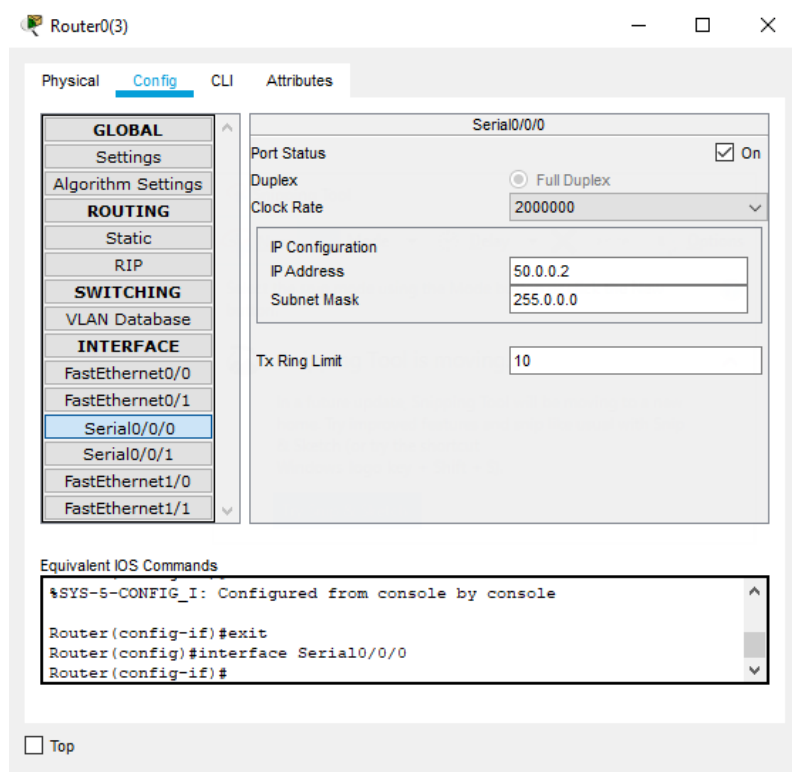 Router0(3)
Physical Config CLI Attributes
GLOBAL
Settings
Algorithm Settings
ROUTING
Static
RIP
SWITCHING
VLAN Database
INTERFACE
FastEthernet0/0
FastEthernet0/1
Serial0/0/0
Serial0/0/1
FastEthernet1/0
FastEthernet1/1
Serial0/0/0
Port Status On
Duplex Full Duplex
Clock Rate 2000000
IP Configuration
IP Address 50.0.0.2
Subnet Mask 255.0.0.0
Tx Ring Limit 10
Equivalent IOS Commands
%SYS-5-CONFIG_I: Configured from console by console
Router(config-if)#exit
Router(config)#interface Serial0/0/0
Router(config-if)#
Top